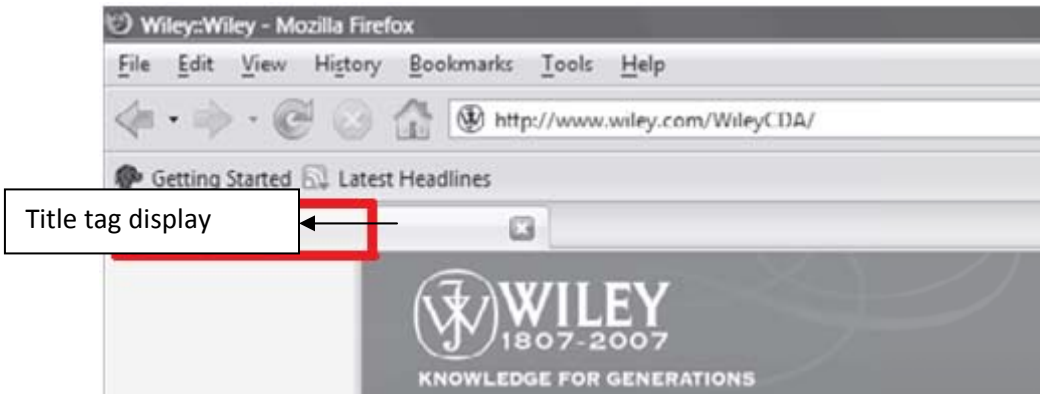 Wiley::Wiley - Mozilla Firefox
File Edit View History Bookmarks Tools Help
http://www.wiley.com/WileyCDA/
Getting Started Latest Headlines
Title tag display
WILEY
1807-2007
KNOWLEDGE FOR GENERATIONS